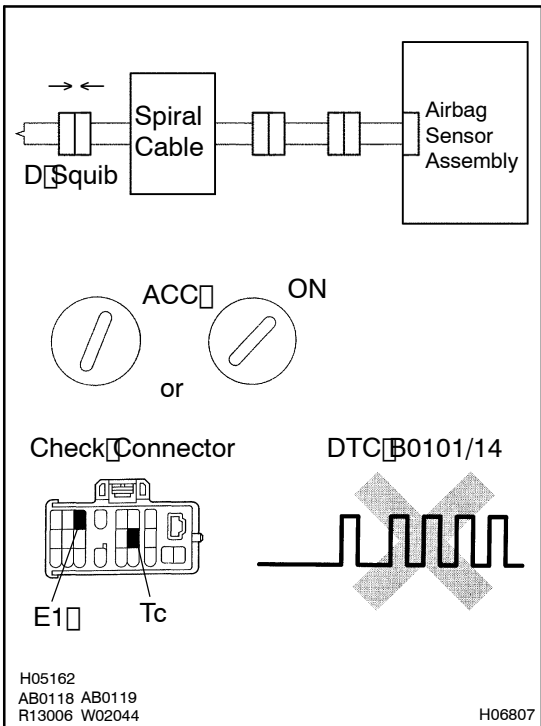 Spiral
Cable
Airbag
Sensor
Assembly
D Squib
ACC
ON
or
Check Connector
DTC B0101/14
E1
Tc
H05162
AB0118 AB0119
R13006 W02044
H06807